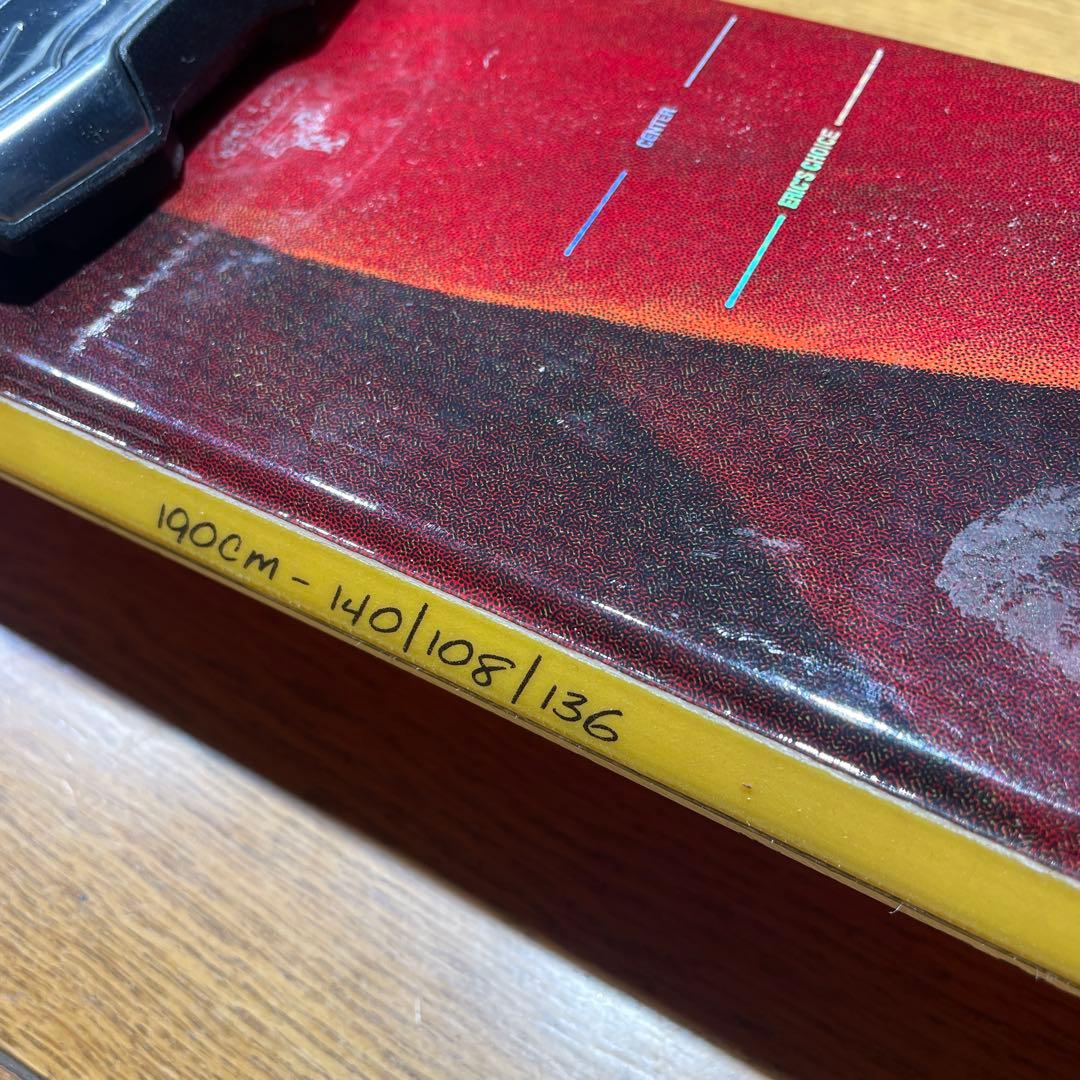 CENTER
ERIC'S CHOICE
190cm - 140/108/136